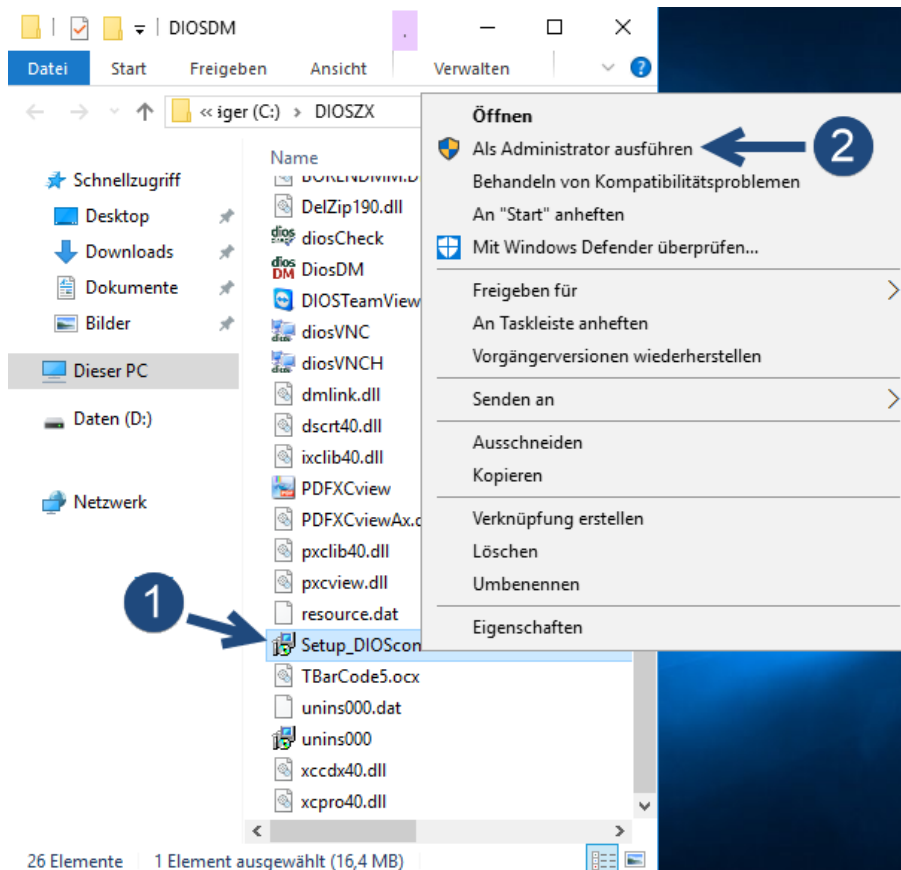 DIOSDM
Datei Start Freigeben Ansicht Verwalten
« äger (C:) > DIOSZX
Schnellzugriff
Desktop
Downloads
Dokumente
Bilder
Dieser PC
Daten (D:)
Netzwerk
Name
DelZip190.dll
diosCheck
DiosDM
DIOSTeamView
diosVNC
diosVNCH
dmlink.dll
dscrt40.dll
ixclib40.dll
PDFXCview
PDFXCviewAx.
pxclib40.dll
pxcview.dll
resource.dat
Setup_DIOScon
TBarCode5.ocx
unins000.dat
unins000
xccdx40.dll
xcpro40.dll
1
Öffnen
Als Administrator ausführen
2
Behandeln von Kompatibilitätsproblemen
An "Start" anheften
Mit Windows Defender überprüfen...
Freigeben für
An Taskleiste anheften
Vorgängerversionen wiederherstellen
Senden an
Ausschneiden
Kopieren
Verknüpfung erstellen
Löschen
Umbenennen
Eigenschaften
26 Elemente 1 Element ausgewählt (16,4 MB)